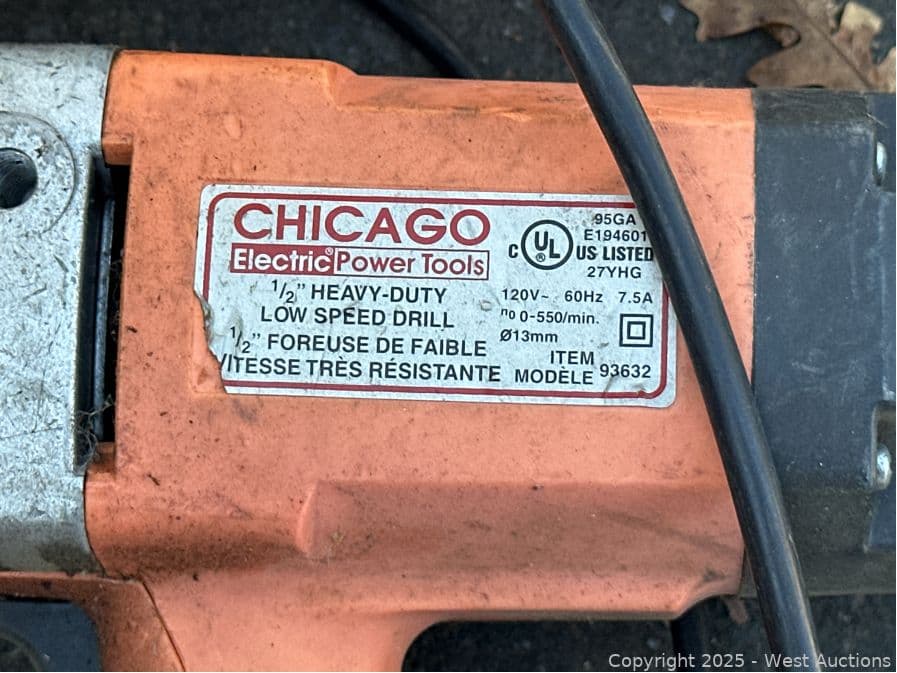 CHICAGO
Electric® Power Tools
1/2" HEAVY-DUTY
LOW SPEED DRILL
1/2" FOREUSE DE FAIBLE
VITESSE TRÈS RÉSISTANTE
95GA
E194601
C UL® US LISTED
27YHG
120V~ 60Hz 7.5A
n0 0-550/min.
Ø13mm
ITEM
MODÈLE 93632
Copyright 2025 - West Auctions